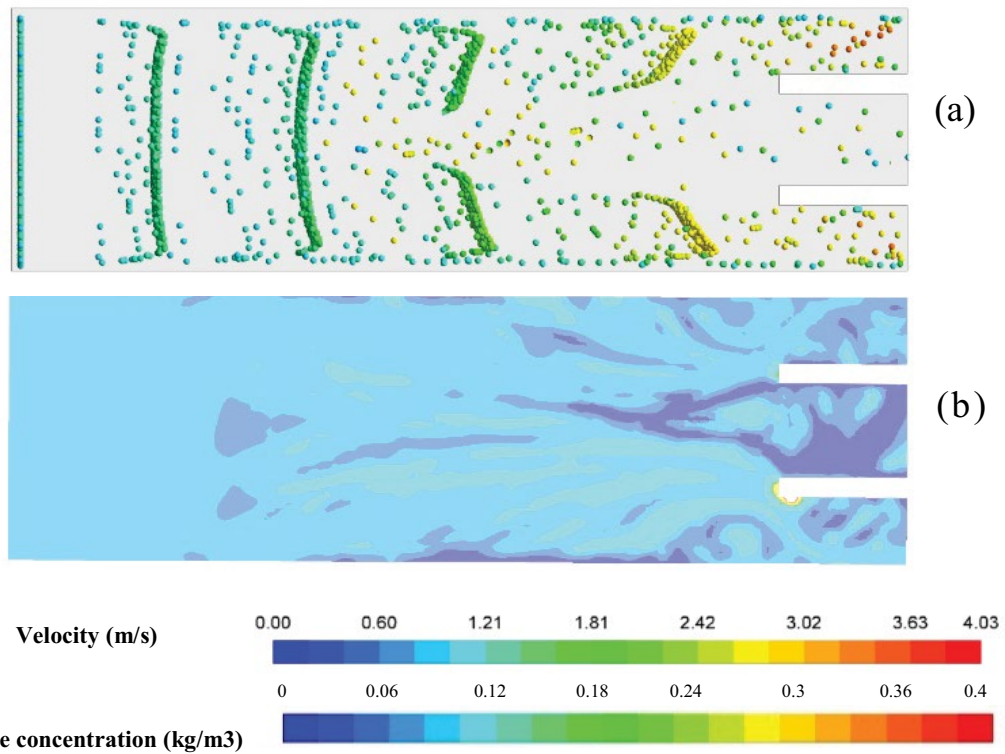 (a)
(b)
Velocity (m/s)
0.00 0.60 1.21 1.81 2.42 3.02 3.63 4.03
0 0.06 0.12 0.18 0.24 0.3 0.36 0.4
e concentration (kg/m3)